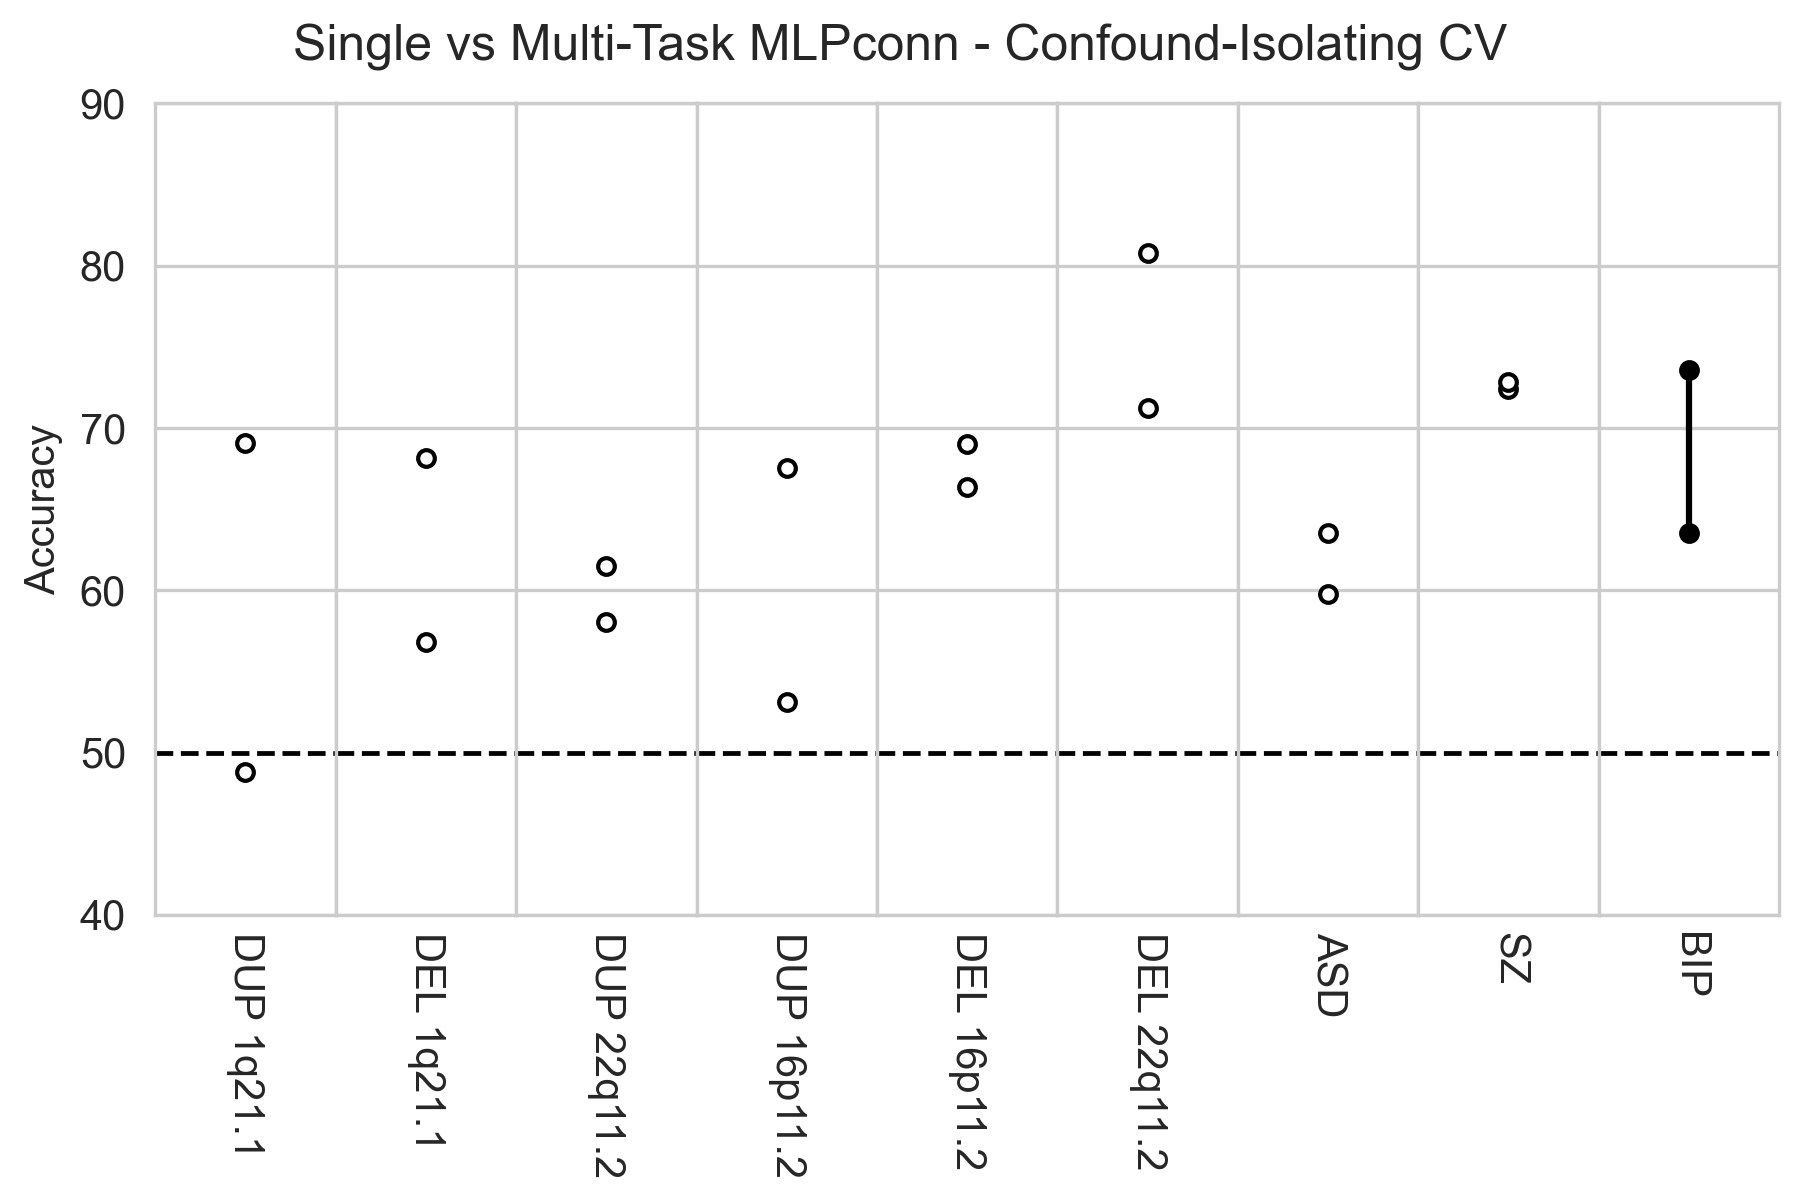 Single vs Multi-Task MLPconn - Confound-Isolating CV
90
80
70
60
50
40
Accuracy
DUP 1q21.1
DEL 1q21.1
DUP 22q11.2
DUP 16p11.2
DEL 16p11.2
DEL 22q11.2
ASD
SZ
BIP